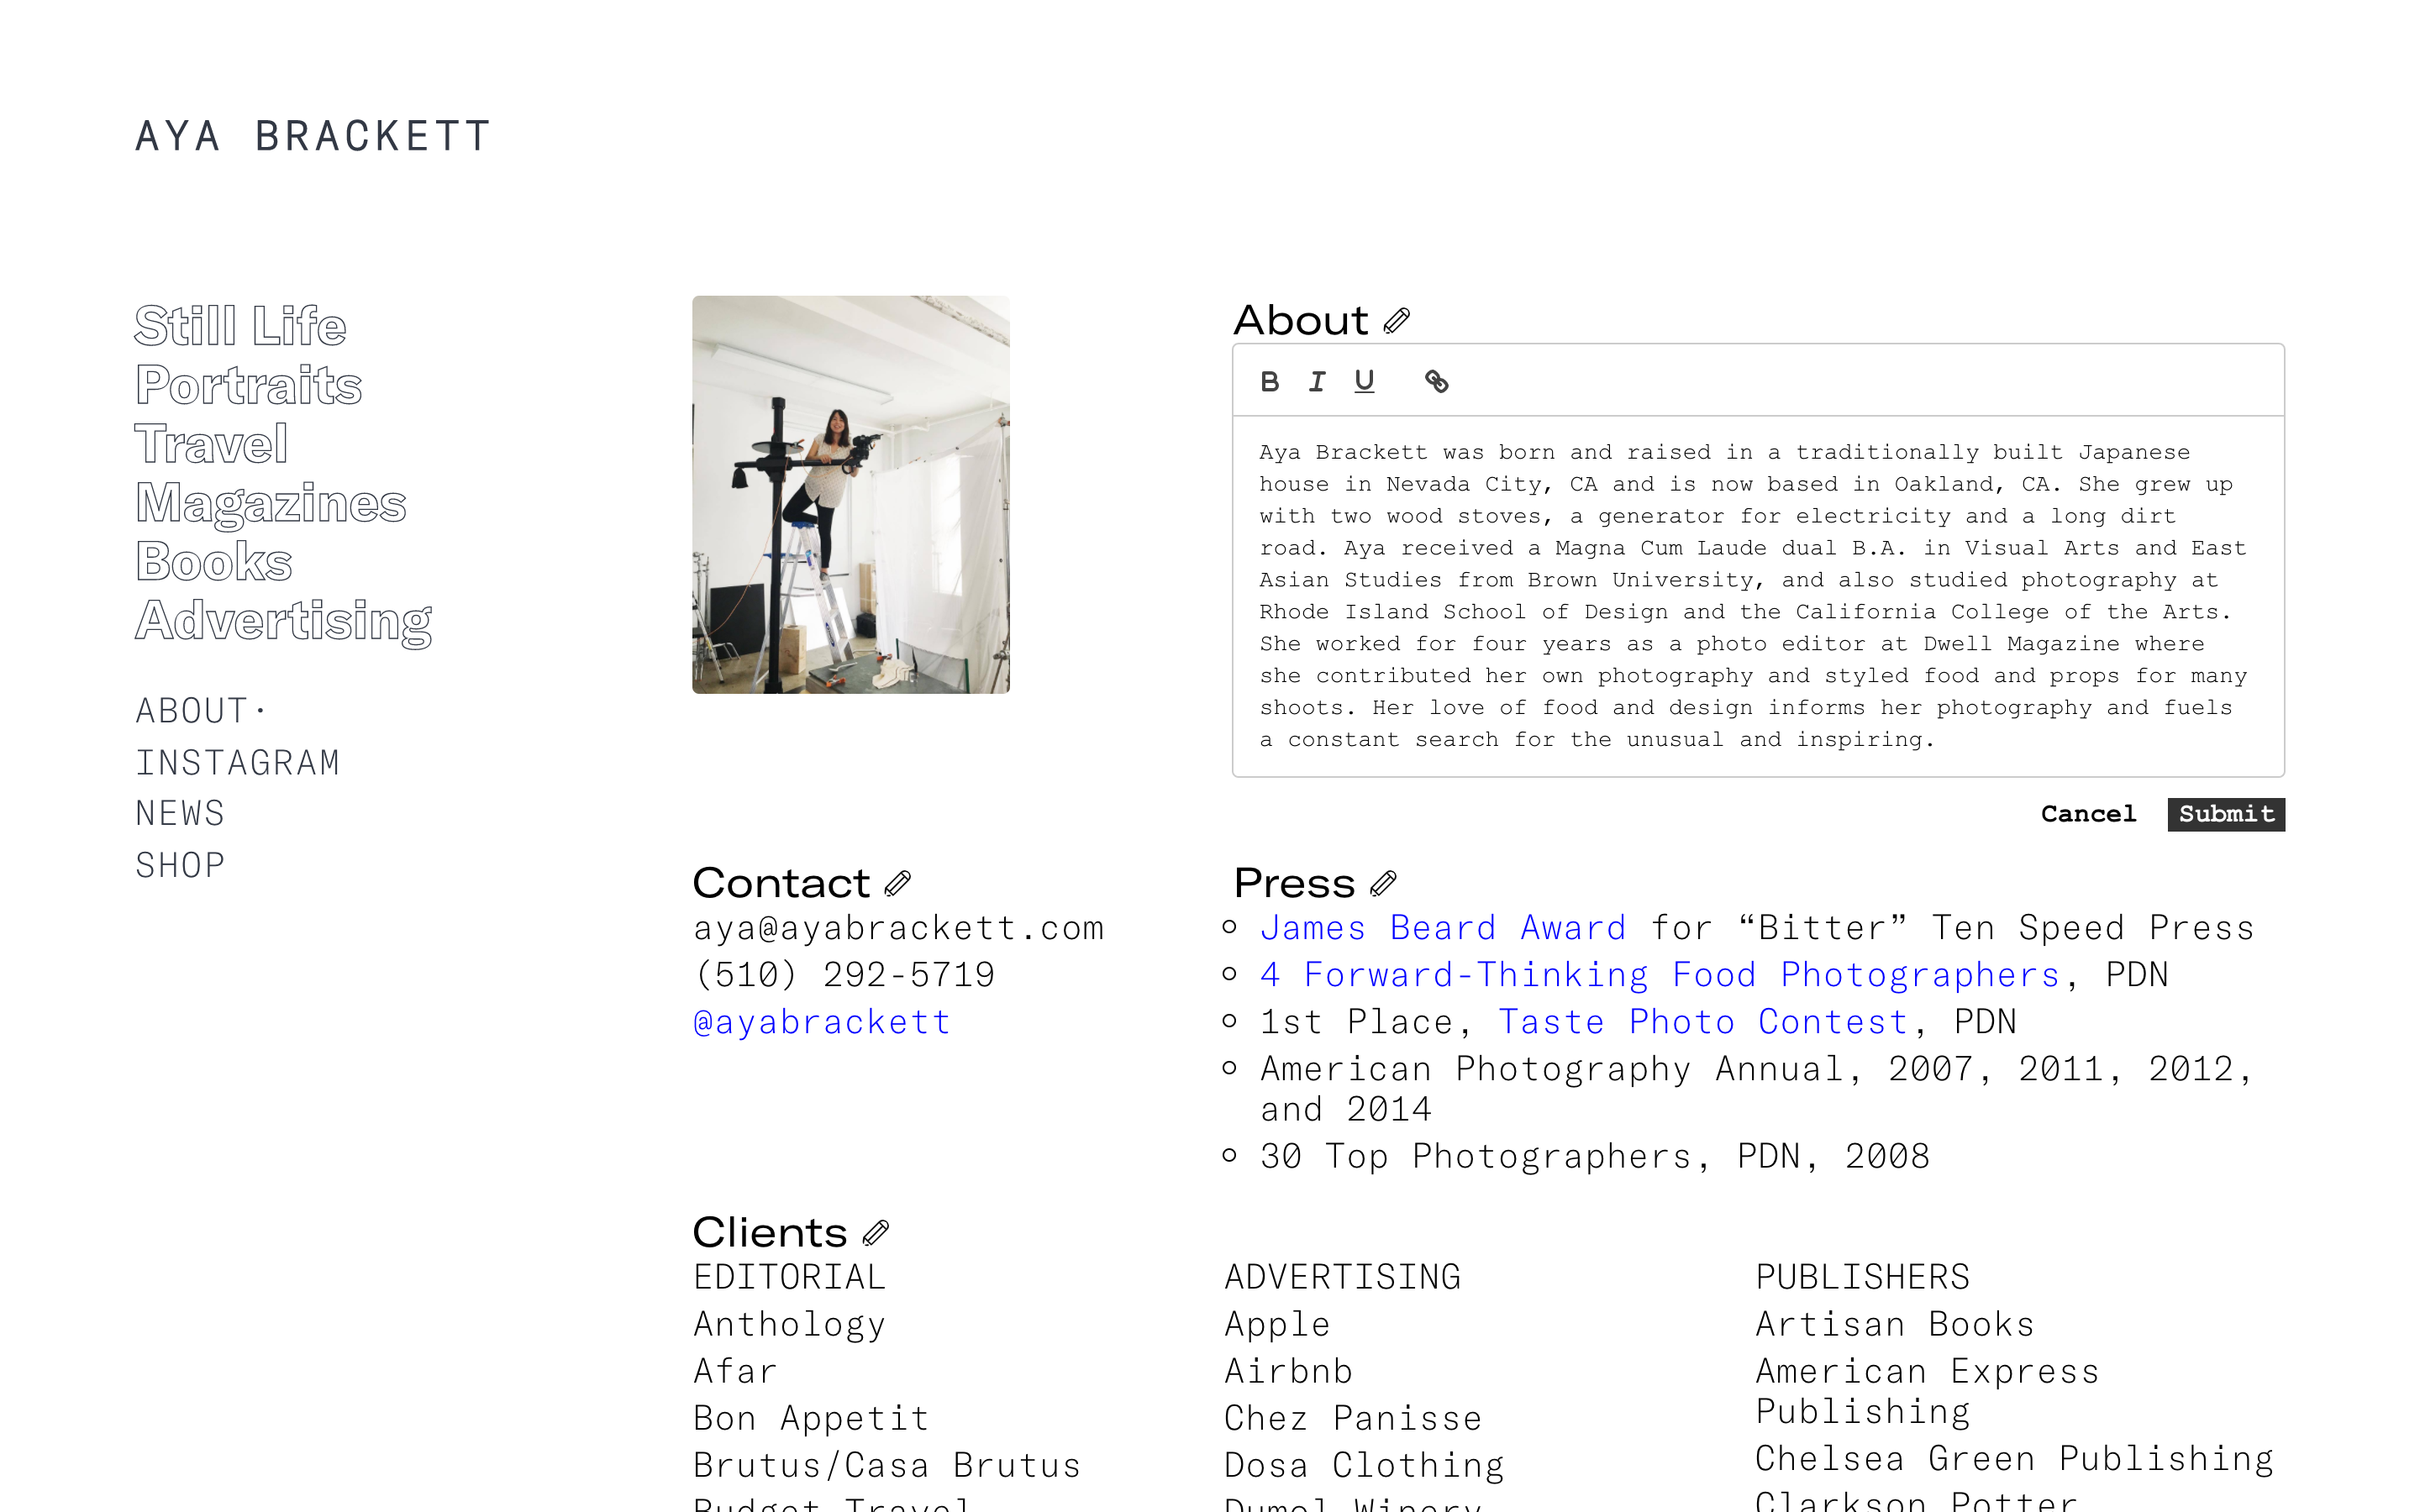 AYA BRACKETT
Still Life
Portraits
Travel
Magazines
Books
Advertising
ABOUT·
INSTAGRAM
NEWS
SHOP
About
B I U
Aya Brackett was born and raised in a traditionally built Japanese
house in Nevada City, CA and is now based in Oakland, CA. She grew up
with two wood stoves, a generator for electricity and a long dirt
road. Aya received a Magna Cum Laude dual B.A. in Visual Arts and East
Asian Studies from Brown University, and also studied photography at
Rhode Island School of Design and the California College of the Arts.
She worked for four years as a photo editor at Dwell Magazine where
she contributed her own photography and styled food and props for many
shoots. Her love of food and design informs her photography and fuels
a constant search for the unusual and inspiring.
Cancel Submit
Contact
aya@ayabrackett.com
(510) 292-5719
@ayabrackett
Press
James Beard Award for “Bitter” Ten Speed Press
4 Forward-Thinking Food Photographers, PDN
1st Place, Taste Photo Contest, PDN
American Photography Annual, 2007, 2011, 2012,
and 2014
30 Top Photographers, PDN, 2008
Clients
EDITORIAL
Anthology
Afar
Bon Appetit
Brutus/Casa Brutus
Budget Travel
ADVERTISING
Apple
Airbnb
Chez Panisse
Dosa Clothing
Dumol Winery
PUBLISHERS
Artisan Books
American Express
Publishing
Chelsea Green Publishing
Clarkson Potter